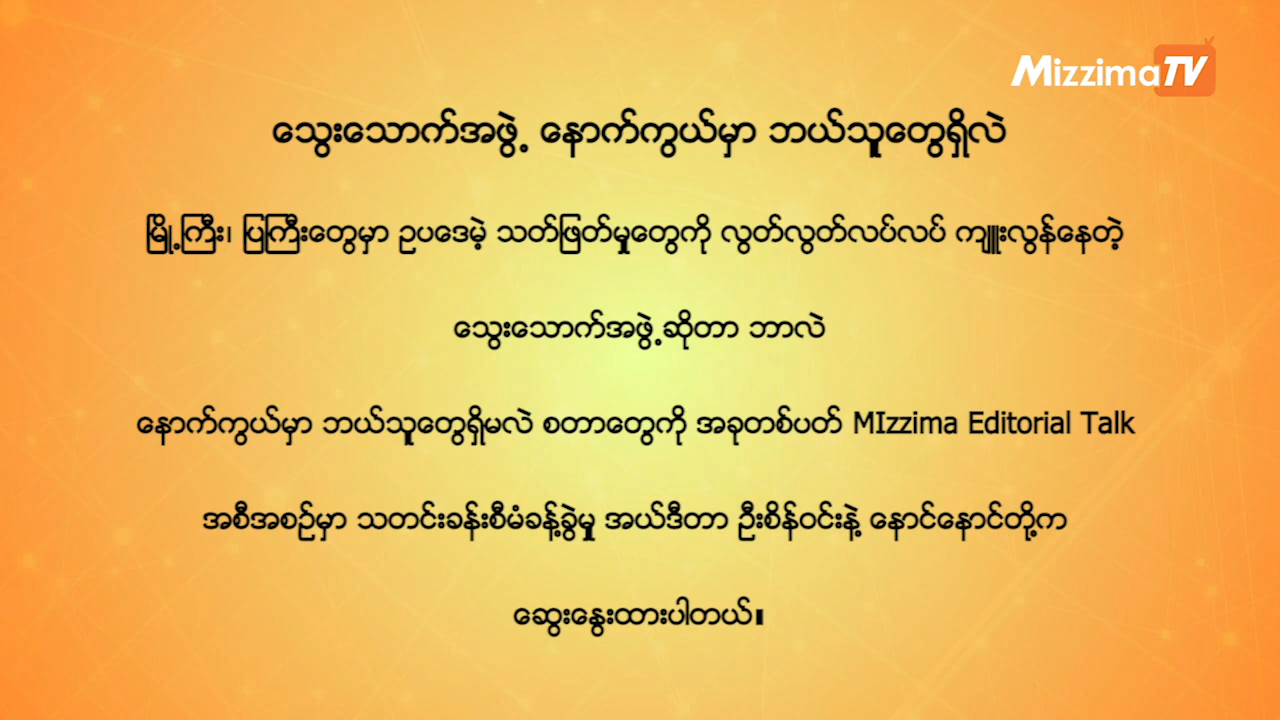 MizzimaTV
သွေးသောက်အဖွဲ့ နောက်ကွယ်မှာ ဘယ်သူတွေရှိလဲ
မြို့ကြီး၊ ပြကြီးတွေမှာ ဥပဒေမဲ့ သတ်ဖြတ်မှုတွေကို လွတ်လွတ်လပ်လပ် ကျူးလွန်နေတဲ့
သွေးသောက်အဖွဲ့ဆိုတာ ဘာလဲ
နောက်ကွယ်မှာ ဘယ်သူတွေရှိမလဲ စတာတွေကို အခုတစ်ပတ် MIzzima Editorial Talk
အစီအစဉ်မှာ သတင်းခန်းစီမံခန့်ခွဲမှု အယ်ဒီတာ ဦးစိန်ဝင်းနဲ့ နောင်နောင်တို့က
ဆွေးနွေးထားပါတယ်။